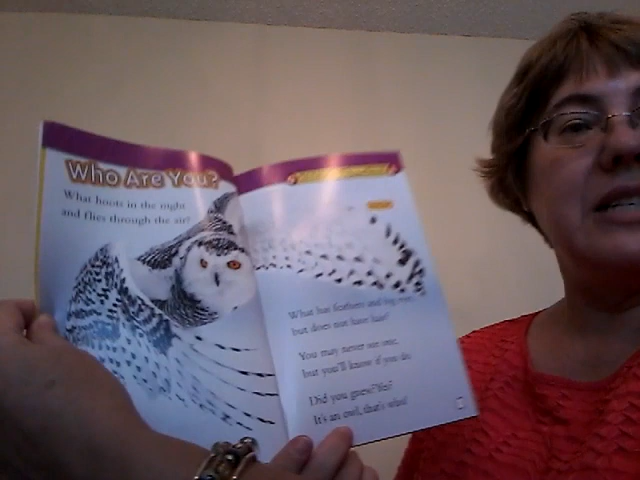 Who Are You?
What hoots in the night
and flies through the air?
What has feathers and big eyes,
but does not have hair?
You may never see one,
but you'll know if you do.
Did you guess? Yes?
It's an owl, that's who!